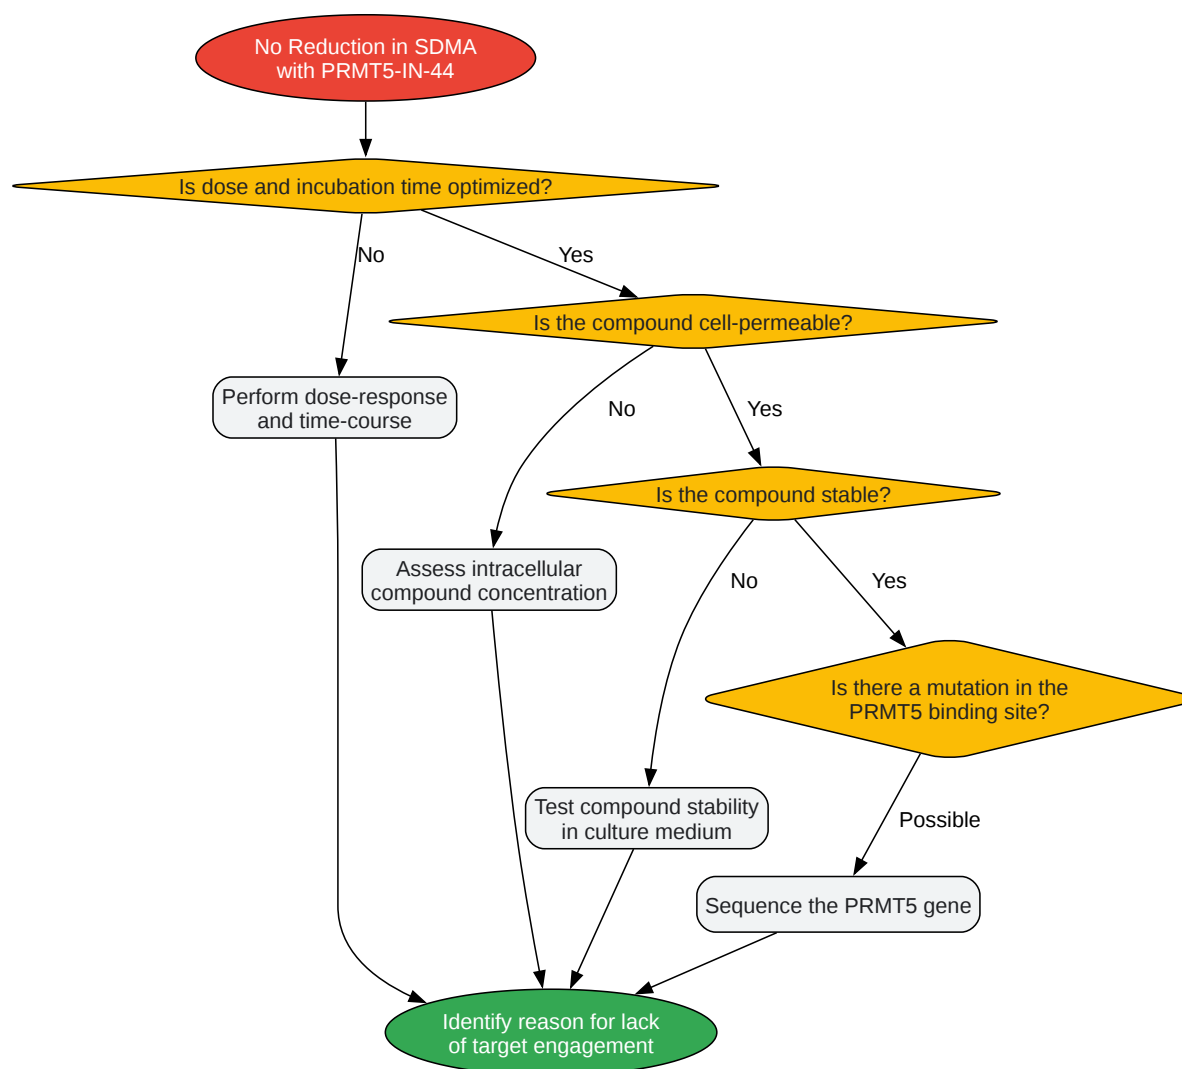 No Reduction in SDMA
with PRMT5-IN-44
Is dose and incubation time optimized?
No
Yes
Is the compound cell-permeable?
Perform dose-response
and time-course
No
Yes
Is the compound stable?
Assess intracellular
compound concentration
No
Yes
Is there a mutation in the
PRMT5 binding site?
Test compound stability
in culture medium
Possible
Sequence the PRMT5 gene
Identify reason for lack
of target engagement